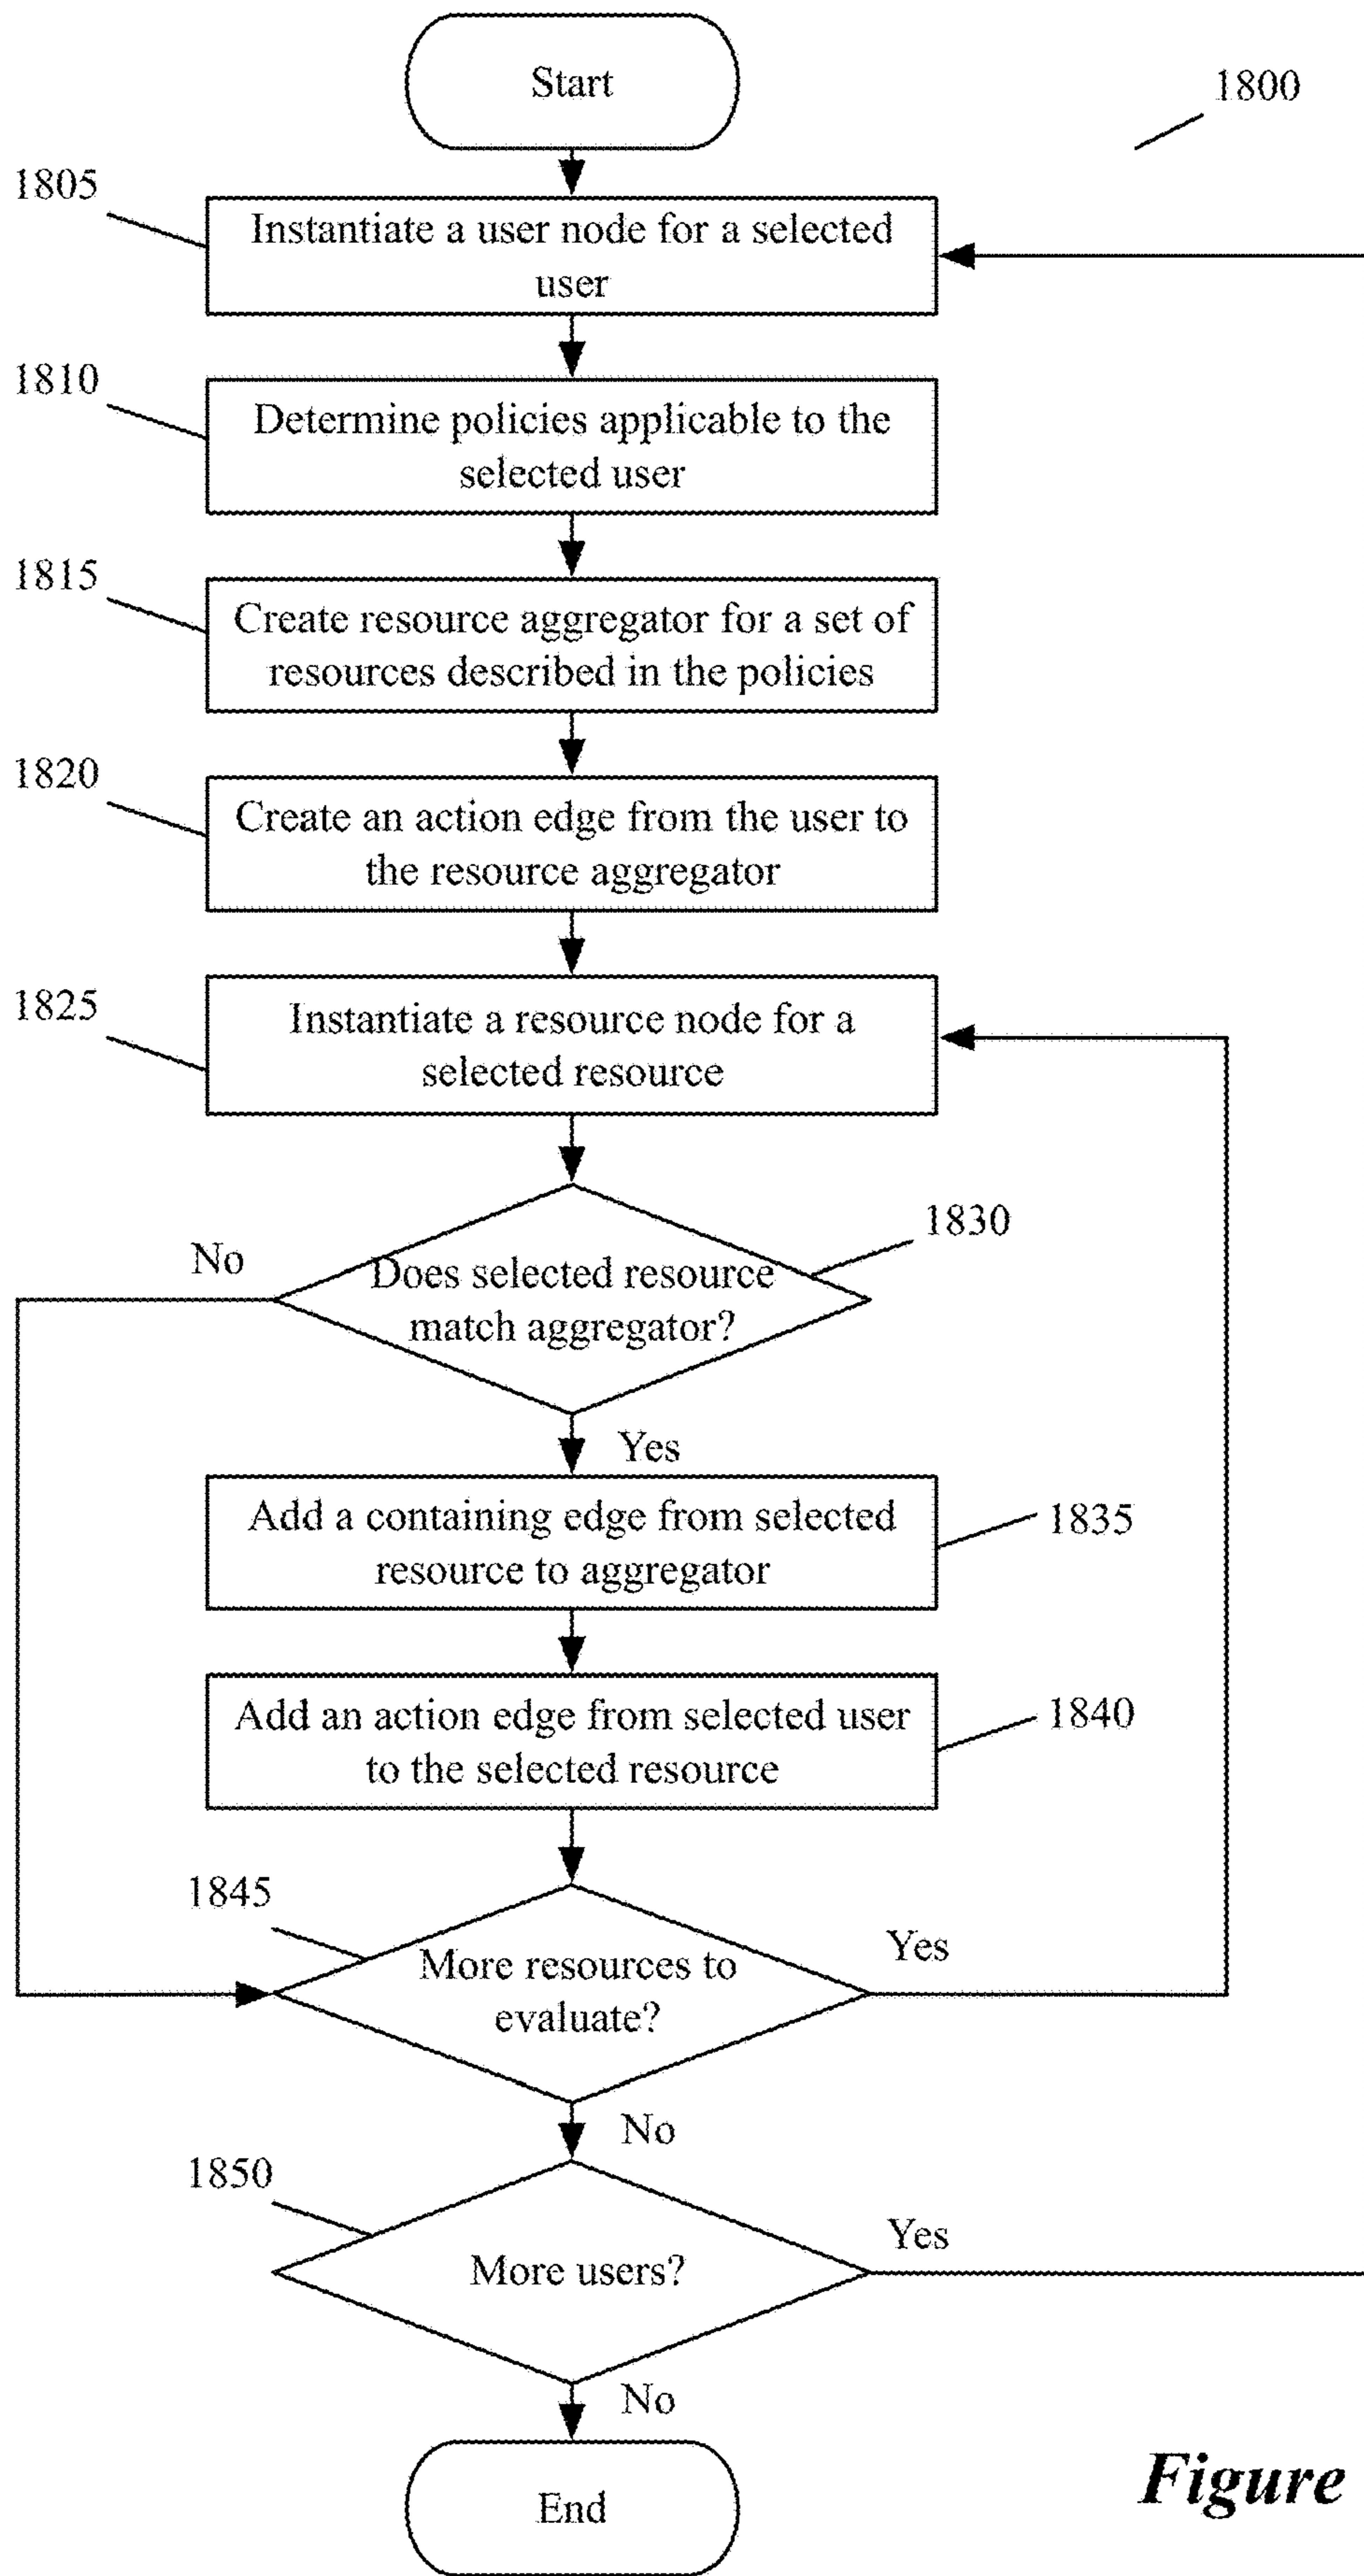 Start
1800
1805
Instantiate a user node for a selected
user
1810
Determine policies applicable to the
selected user
1815
Create resource aggregator for a set of
resources described in the policies
1820
Create an action edge from the user to
the resource aggregator
1825
Instantiate a resource node for a
selected resource
1830
No
Does selected resource
match aggregator?
Yes
Add a containing edge from selected
resource to aggregator
1835
Add an action edge from selected user
to the selected resource
1840
1845
More resources to
evaluate?
Yes
No
1850
More users?
Yes
No
End
Figure